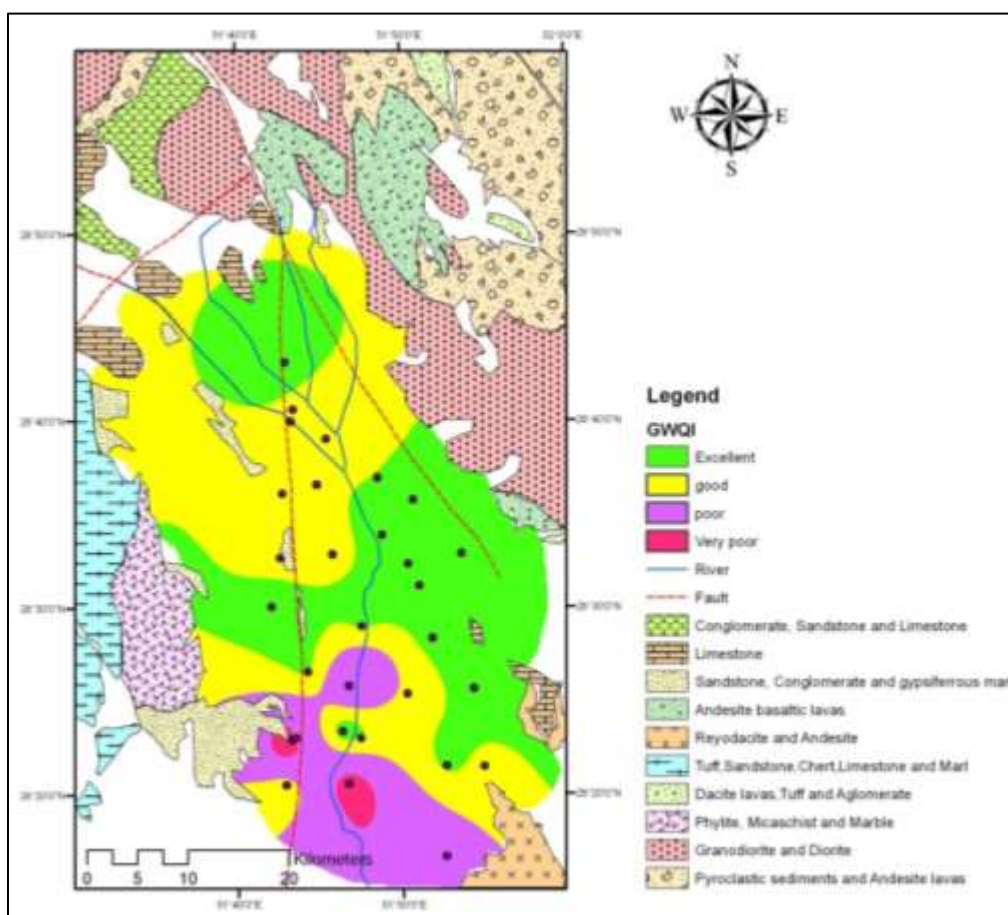 N
W E
S
Legend
GWQI
Excellent
good
poor
Very poor
River
Fault
Conglomerate, Sandstone and Limestone
Limestone
Sandstone, Conglomerate and gypsiferrous mar
Andesite basaltic lavas
Reyodacite and Andesite
Tuff,Sandstone,Chert,Limestone and Marl
Dacite lavas,Tuff and Aglomerate
Phylite, Micaschist and Marble
Granodiorite and Diorite
Pyroclastic sediments and Andesite lavas
Kilometers
0 5 10 20